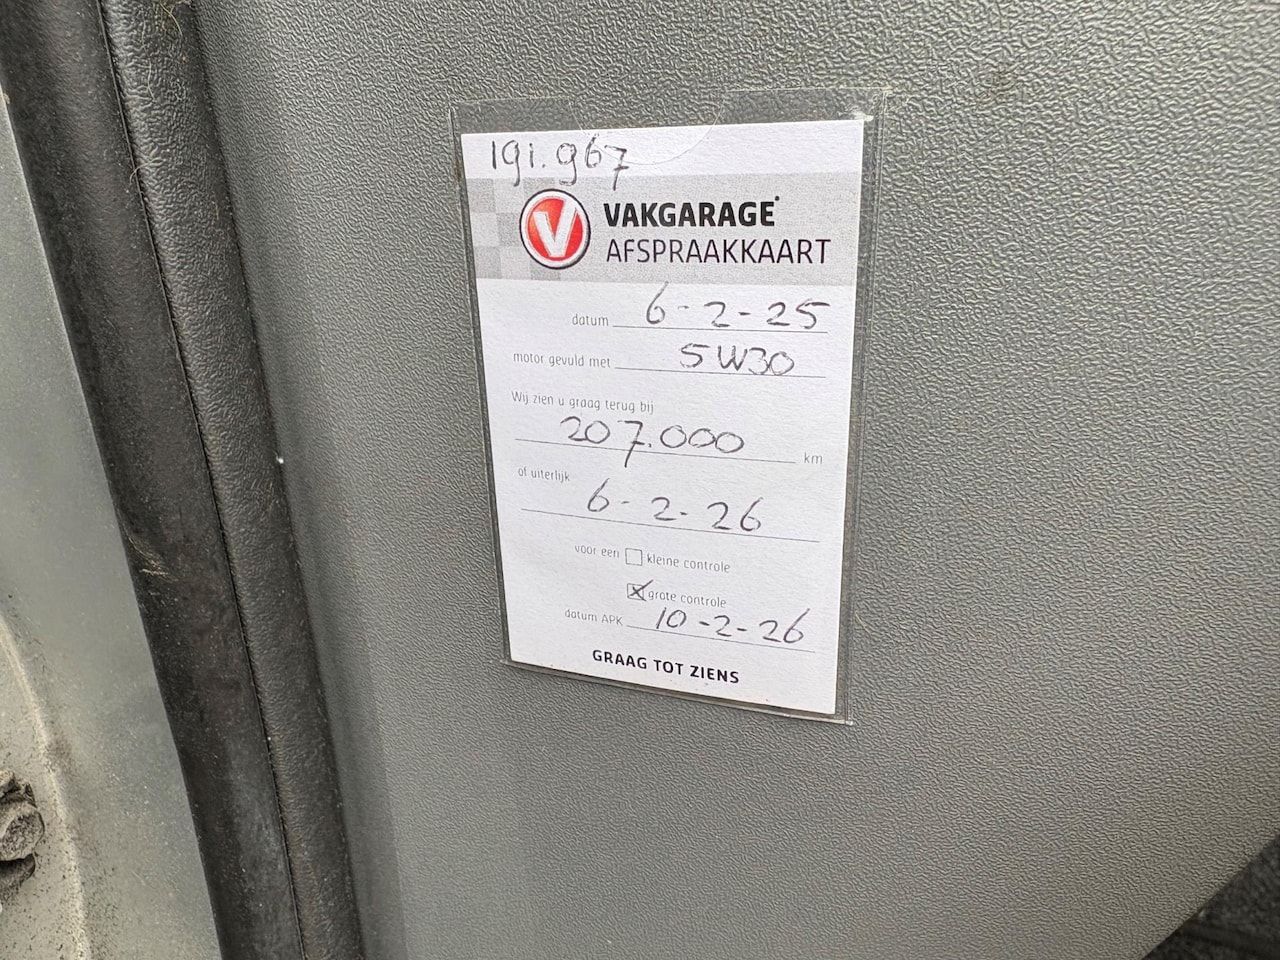 191.967
V VAKGARAGE
AFSPRAAKKAART
datum 6-2-25
motor gevuld met 5W30
Wij zien u graag terug bij
207.000 km
of uiterlijk
6-2-26
voor een kleine controle
grote controle
datum APK 10-2-26
GRAAG TOT ZIENS